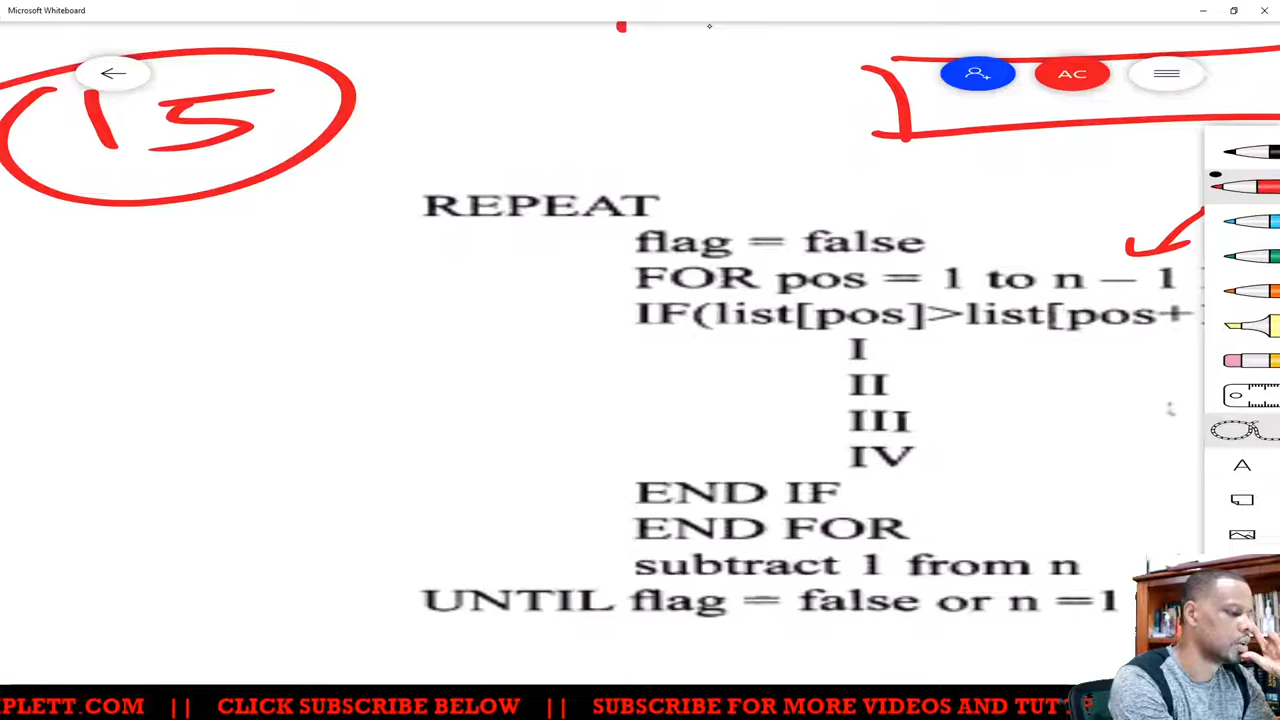 Microsoft Whiteboard
15
AC
REPEAT
flag = false
FOR pos = 1 to n – 1
IF(list[pos]>list[pos+
I
II
III
IV
END IF
END FOR
subtract 1 from n
UNTIL flag = false or n =1
A
PLETT.COM || CLICK SUBSCRIBE BELOW || SUBSCRIBE FOR MORE VIDEOS AND TUT